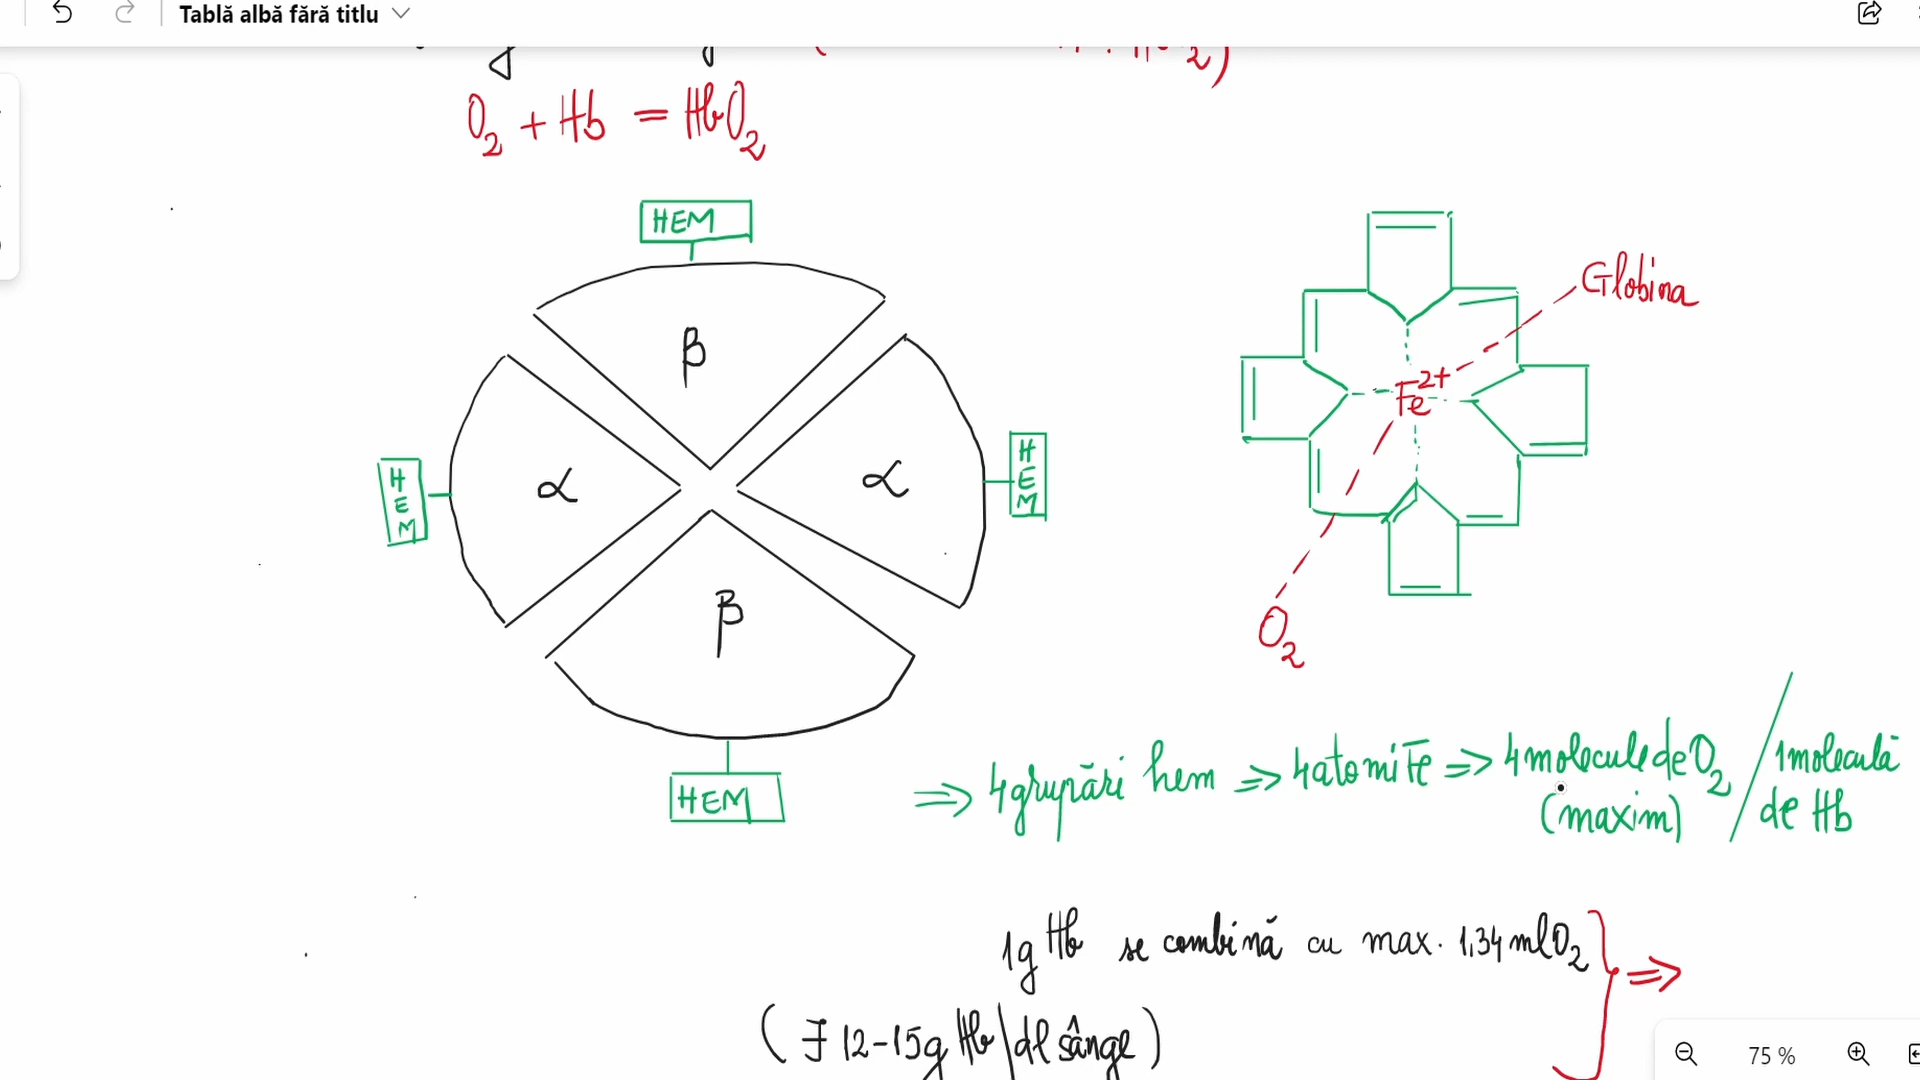 Tablă albă fără titlu
O2 + Hb = HbO2
HEM
β
Globina
Fe2+
HEM
α
α
HEM
β
O2
HEM
=> 4 grupări hem => 4 atomi Fe => 4 molecule de O2 / 1 moleculă
(maxim) de Hb
1g Hb se combină cu max. 1,34 ml O2 } =>
(∃ 12-15g Hb/dl sânge)
75 %